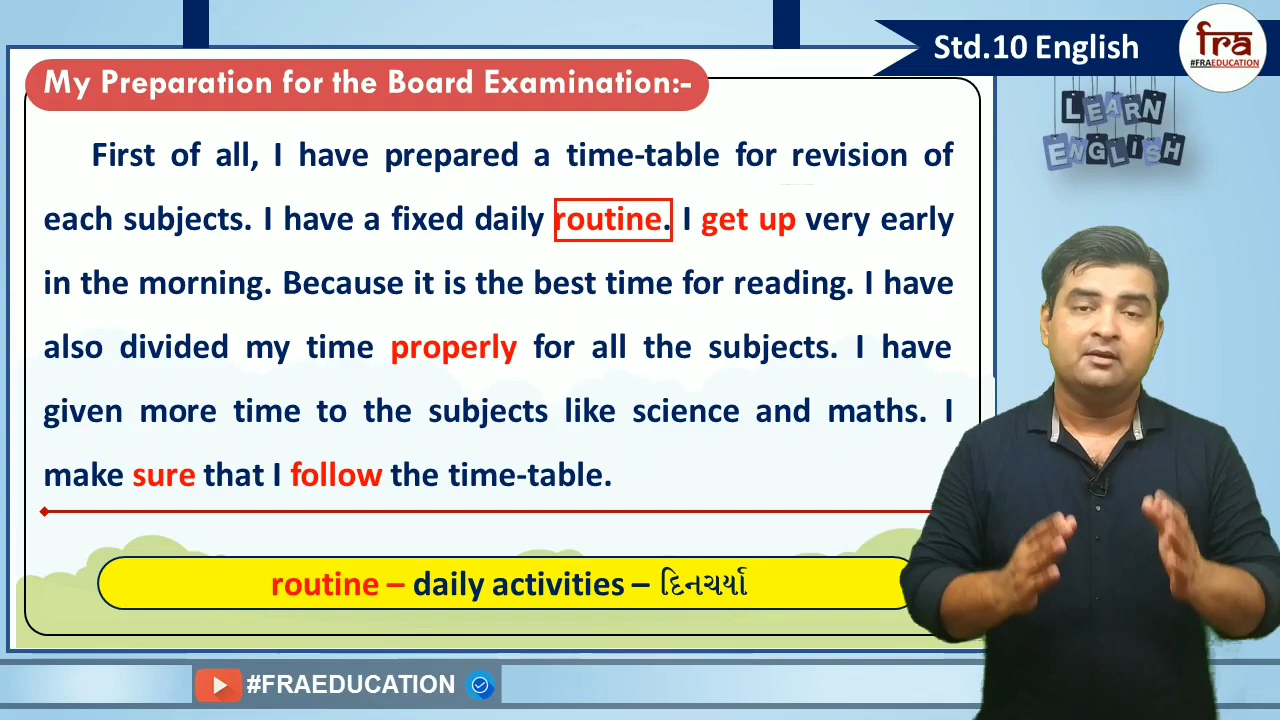 Std.10 English
fra
#FRAEDUCATION
LEARN
ENGLISH
My Preparation for the Board Examination:-
First of all, I have prepared a time-table for revision of
each subjects. I have a fixed daily routine. I get up very early
in the morning. Because it is the best time for reading. I have
also divided my time properly for all the subjects. I have
given more time to the subjects like science and maths. I
make sure that I follow the time-table.
routine – daily activities – દિનચર્યા
#FRAEDUCATION